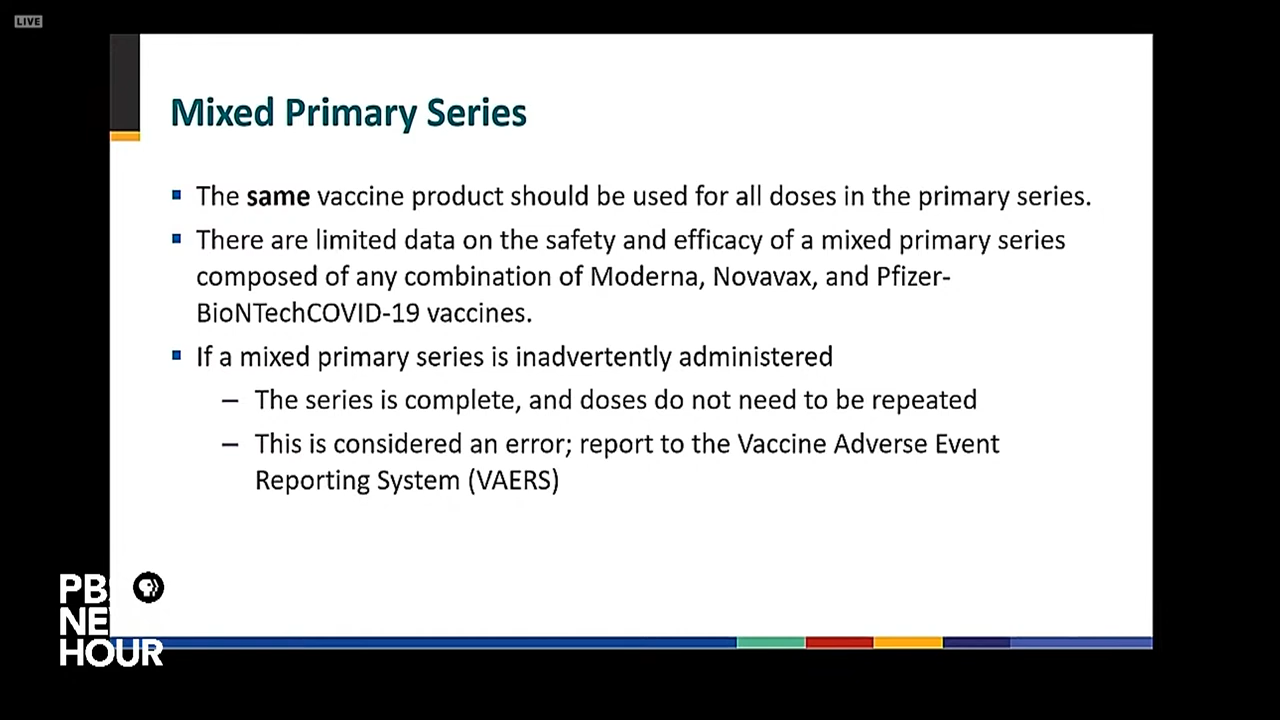 LIVE
Mixed Primary Series
▪ The same vaccine product should be used for all doses in the primary series.
▪ There are limited data on the safety and efficacy of a mixed primary series
composed of any combination of Moderna, Novavax, and Pfizer-
BioNTechCOVID-19 vaccines.
▪ If a mixed primary series is inadvertently administered
– The series is complete, and doses do not need to be repeated
– This is considered an error; report to the Vaccine Adverse Event
Reporting System (VAERS)
PB
NE
HOUR